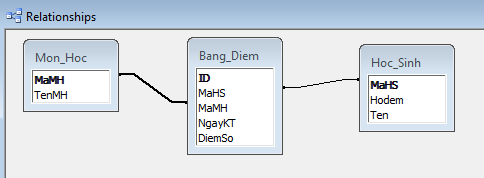 Relationships
Mon_Hoc
MaMH
TenMH
Bang_Diem
ID
MaHS
MaMH
NgayKT
DiemSo
Hoc_Sinh
MaHS
Hodem
Ten